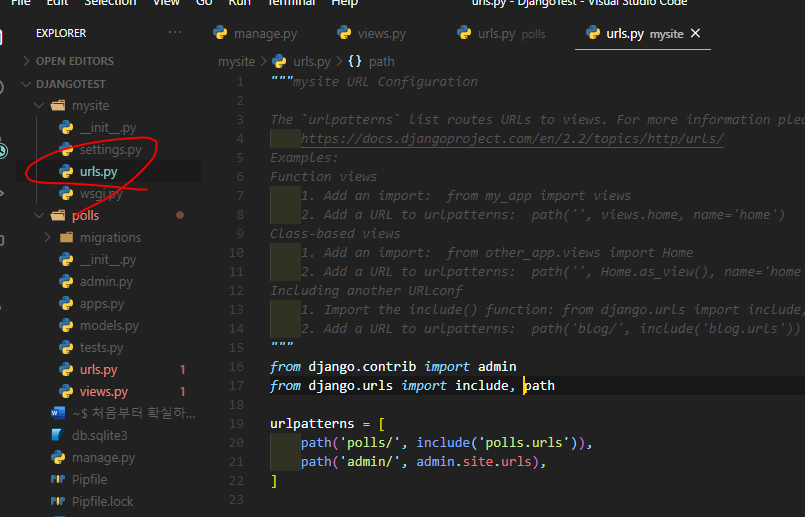 File Edit Selection View Go Run Terminal Help urls.py - DjangoTest - Visual Studio Code
EXPLORER ···
manage.py views.py urls.py polls urls.py mysite ×
OPEN EDITORS
mysite > urls.py > {} path
DJANGOTEST
mysite
__init__.py
settings.py
urls.py
wsgi.py
polls
migrations
__init__.py
admin.py
apps.py
models.py
tests.py
urls.py 1
views.py 1
~$ 처음부터 확실하...
db.sqlite3
manage.py
Pipfile
Pipfile.lock
1 """mysite URL Configuration
2
3 The `urlpatterns` list routes URLs to views. For more information
4 https://docs.djangoproject.com/en/2.2/topics/http/urls/
5 Examples:
6 Function views
7 1. Add an import:  from my_app import views
8 2. Add a URL to urlpatterns:  path('', views.home, name='home')
9 Class-based views
10 1. Add an import:  from other_app.views import Home
11 2. Add a URL to urlpatterns:  path('', Home.as_view(), name='home
12 Including another URLconf
13 1. Import the include() function: from django.urls import include,
14 2. Add a URL to urlpatterns:  path('blog/', include('blog.urls'))
15 """
16 from django.contrib import admin
17 from django.urls import include, path
18
19 urlpatterns = [
20 path('polls/', include('polls.urls')),
21 path('admin/', admin.site.urls),
22 ]
23